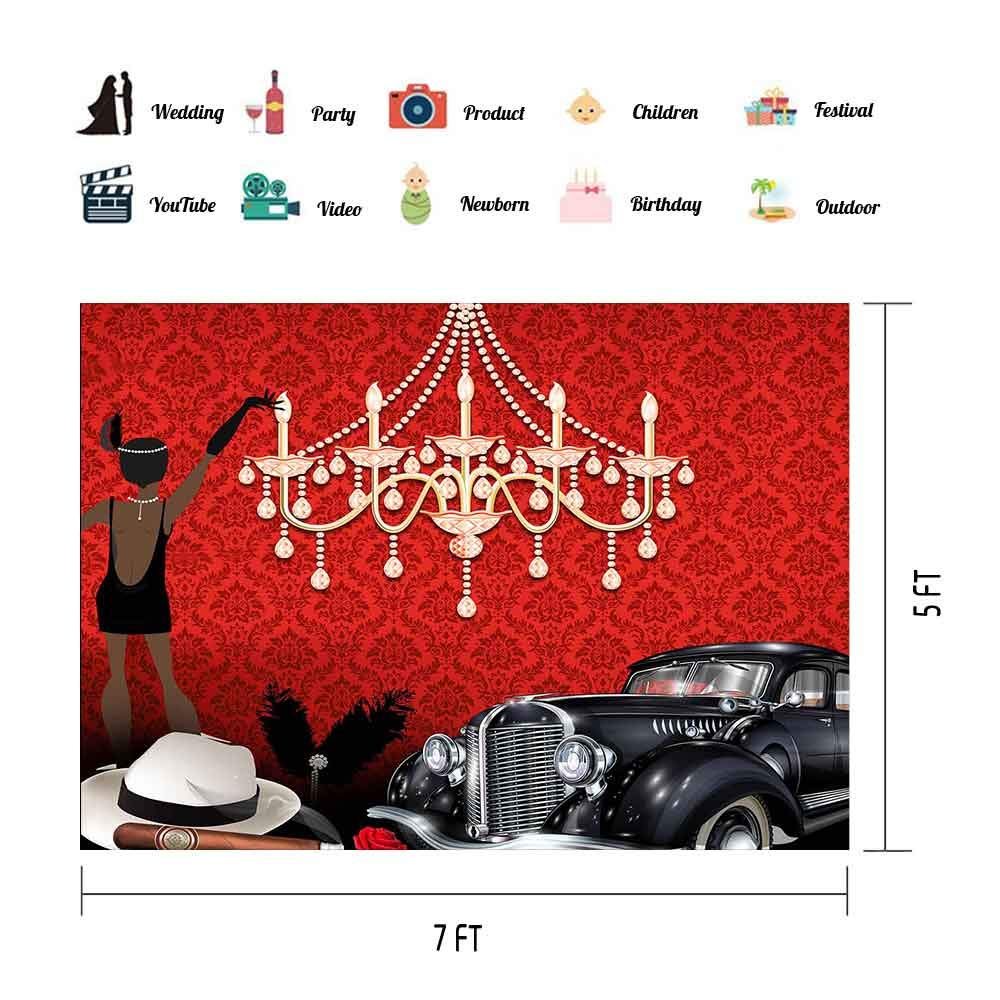 Wedding Party Product Children Festival
YouTube Video Newborn Birthday Outdoor
5 FT
7 FT